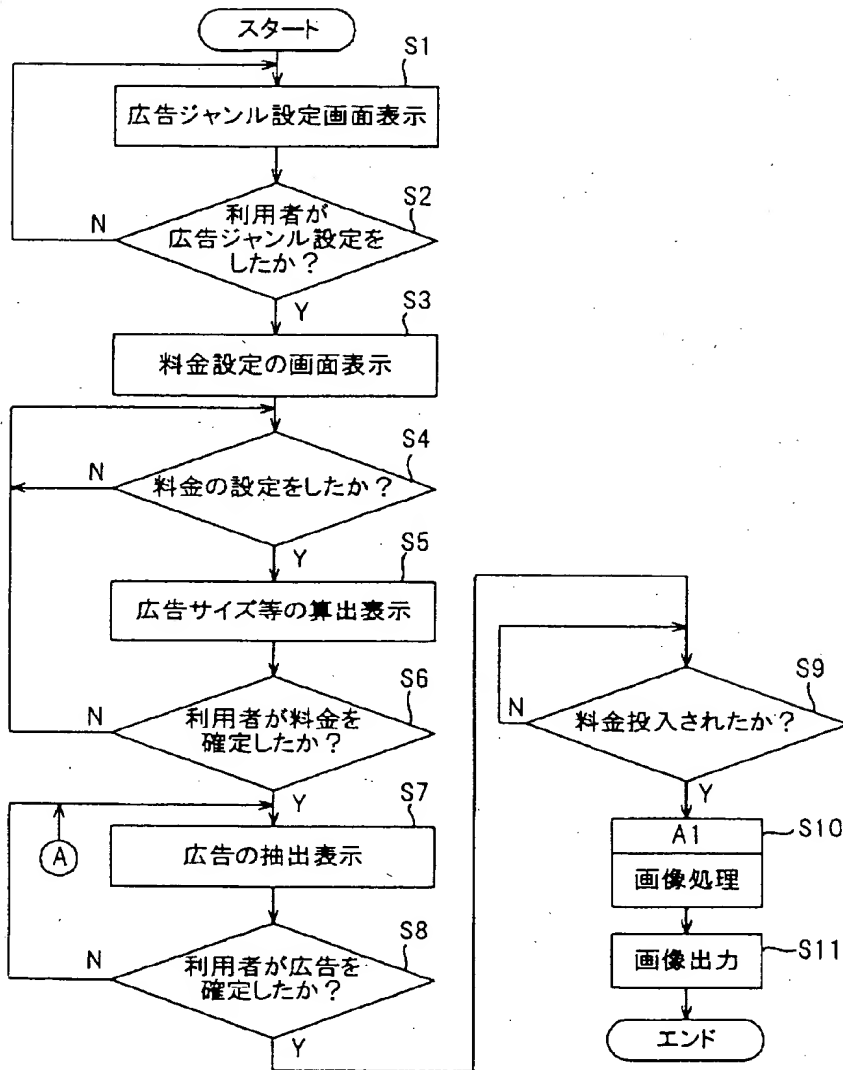 スタート
S1
広告ジャンル設定画面表示
S2
利用者が
広告ジャンル設定を
したか?
N
Y
S3
料金設定の画面表示
S4
料金の設定をしたか?
N
Y
S5
広告サイズ等の算出表示
S6
利用者が料金を
確定したか?
N
Y
S7
A
広告の抽出表示
S8
利用者が広告を
確定したか?
N
Y
S9
料金投入されたか?
N
Y
A1
S10
画像処理
画像出力
S11
エンド